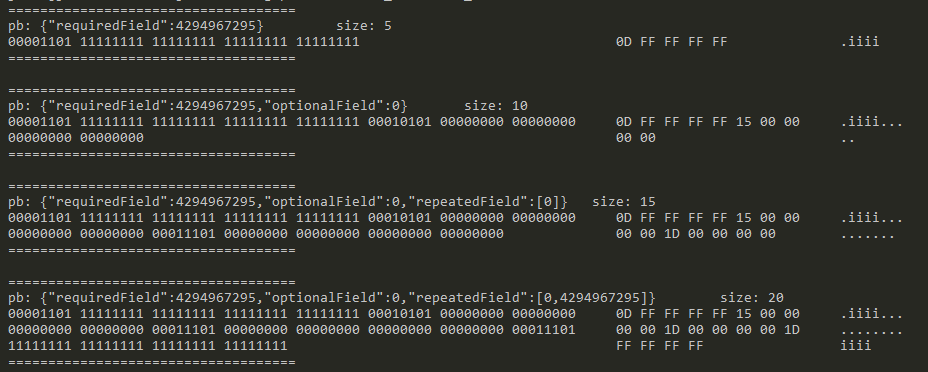 ====================================
pb: {"requiredField":4294967295}         size: 5
00001101 11111111 11111111 11111111 11111111                                0D FF FF FF FF              .iiii
====================================

====================================
pb: {"requiredField":4294967295,"optionalField":0}       size: 10
00001101 11111111 11111111 11111111 11111111 00010101 00000000 00000000     0D FF FF FF FF 15 00 00     .iiii...
00000000 00000000                                                           00 00                       ..
====================================

====================================
pb: {"requiredField":4294967295,"optionalField":0,"repeatedField":[0]}   size: 15
00001101 11111111 11111111 11111111 11111111 00010101 00000000 00000000     0D FF FF FF FF 15 00 00     .iiii...
00000000 00000000 00011101 00000000 00000000 00000000 00000000              00 00 1D 00 00 00 00        .......
====================================

====================================
pb: {"requiredField":4294967295,"optionalField":0,"repeatedField":[0,4294967295]}        size: 20
00001101 11111111 11111111 11111111 11111111 00010101 00000000 00000000     0D FF FF FF FF 15 00 00     .iiii...
00000000 00000000 00011101 00000000 00000000 00000000 00000000 00011101     00 00 1D 00 00 00 00 1D     ........
11111111 11111111 11111111 11111111                                         FF FF FF FF                 iiii
====================================